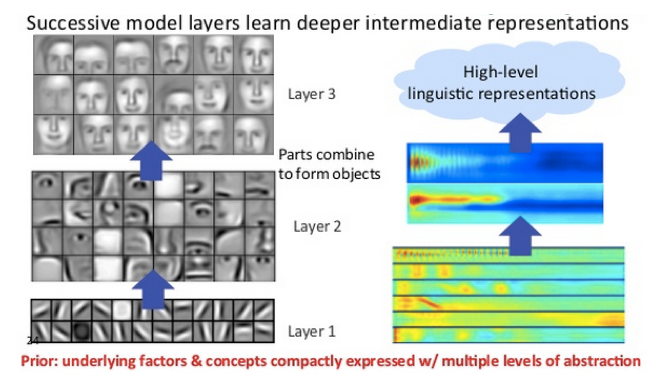 Successive model layers learn deeper intermediate representations
High-level
linguistic representations
Layer 3
Parts combine
to form objects
Layer 2
Layer 1
24
Prior: underlying factors & concepts compactly expressed w/ multiple levels of abstraction